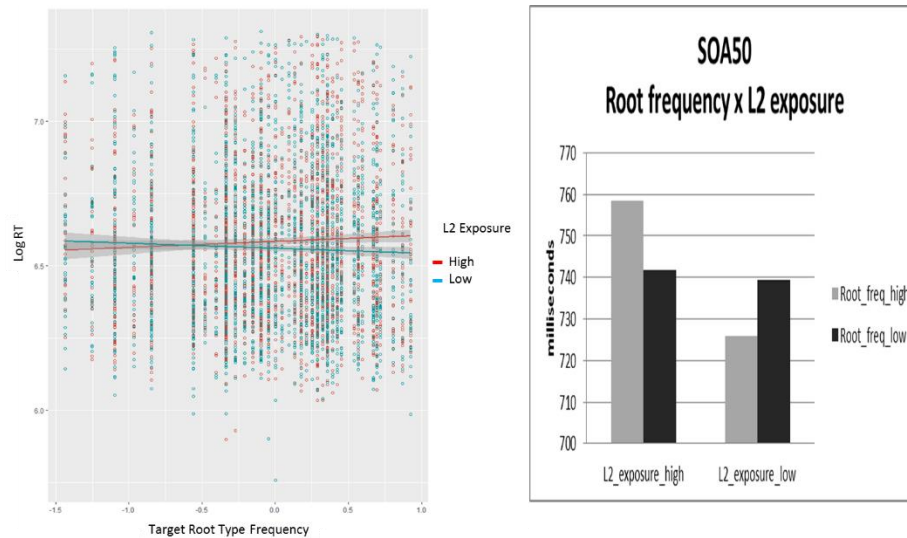 7.0
6.5
6.0
Log RT
-1.5
-1.0
-0.5
0.0
0.5
1.0
Target Root Type Frequency
L2 Exposure
High
Low
SOA50
Root frequency x L2 exposure
770
760
750
740
730
720
710
700
milliseconds
L2_exposure_high
L2_exposure_low
Root_freq_high
Root_freq_low